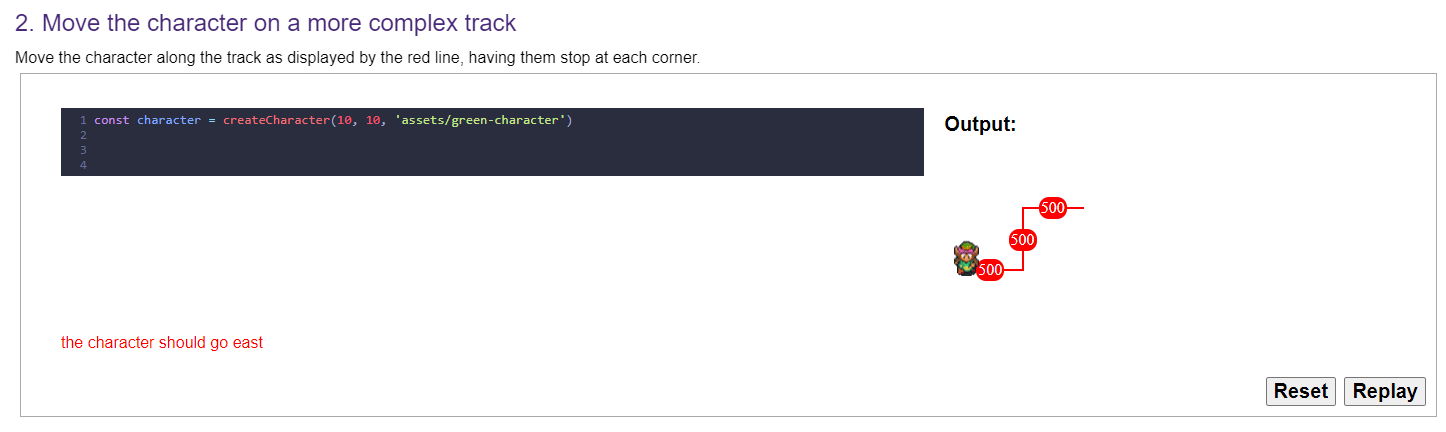 2. Move the character on a more complex track
Move the character along the track as displayed by the red line, having them stop at each corner.
1 const character = createCharacter(10, 10, 'assets/green-character')
2
3
4
Output:
500
500
500
the character should go east
Reset Replay